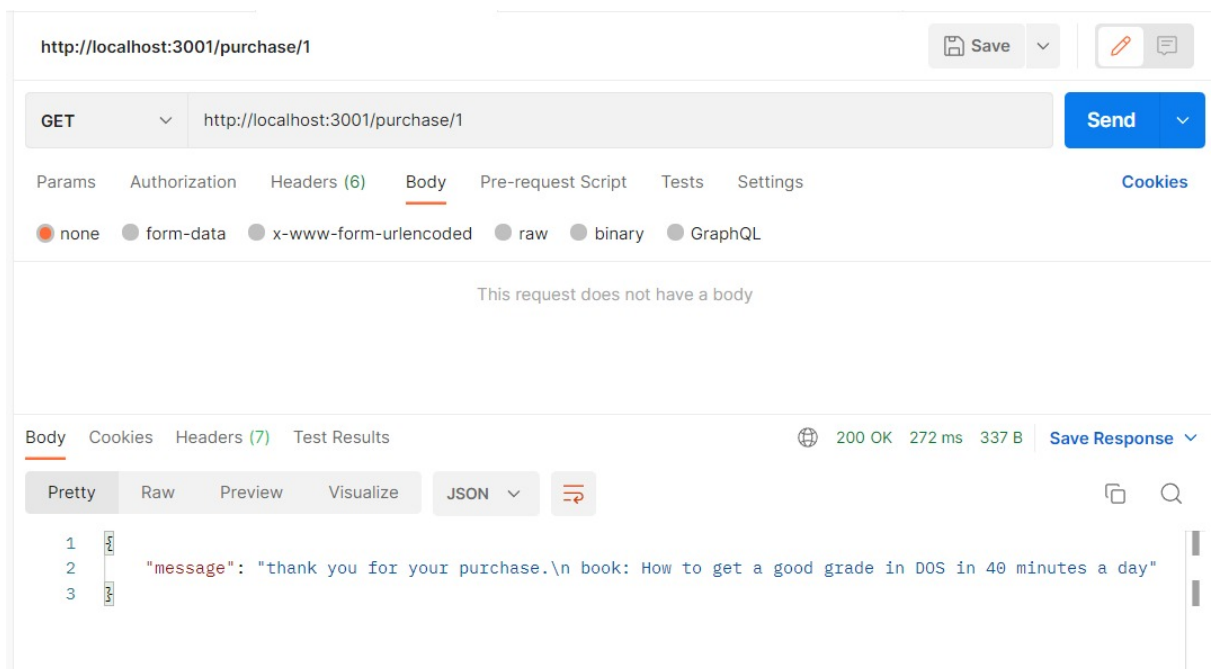 http://localhost:3001/purchase/1 Save
GET http://localhost:3001/purchase/1 Send
Params Authorization Headers (6) Body Pre-request Script Tests Settings Cookies
none form-data x-www-form-urlencoded raw binary GraphQL
This request does not have a body
Body Cookies Headers (7) Test Results 200 OK 272 ms 337 B Save Response
Pretty Raw Preview Visualize JSON
1 {
2 "message": "thank you for your purchase.\n book: How to get a good grade in DOS in 40 minutes a day"
3 }